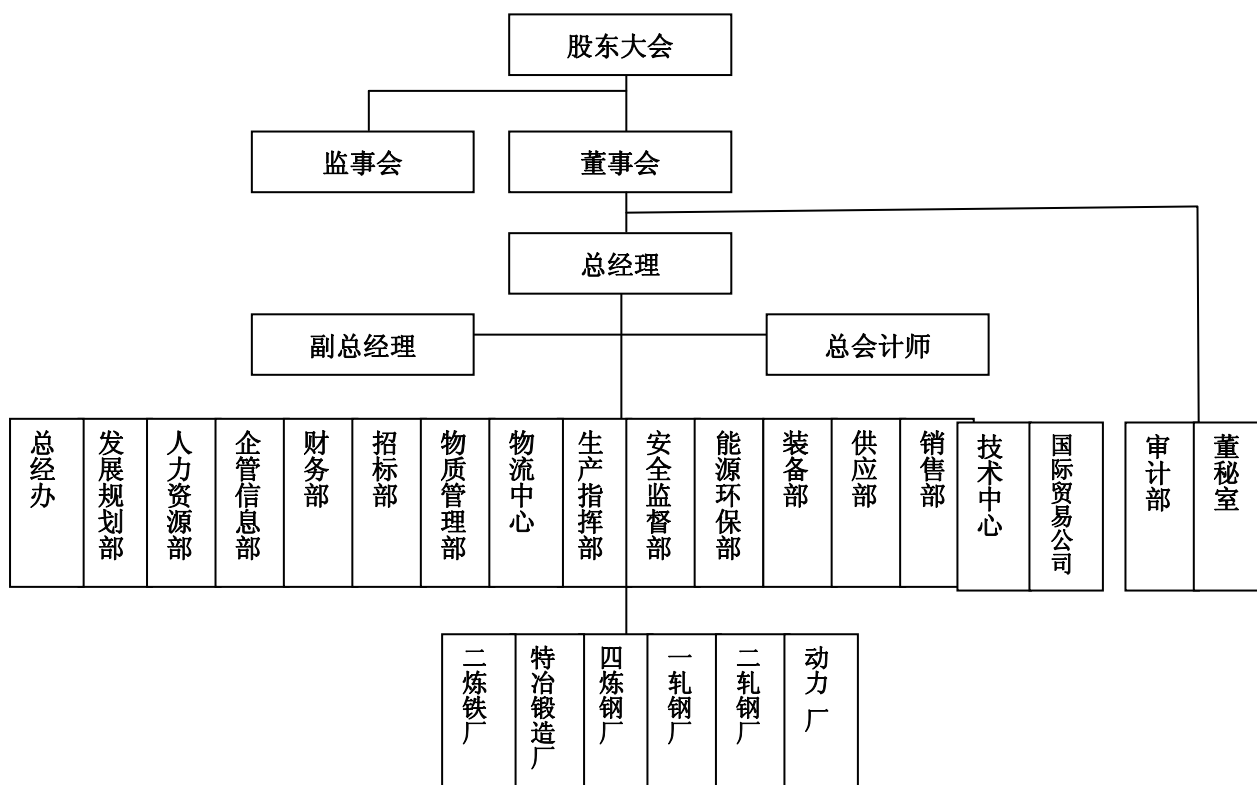 股东大会
监事会
董事会
总经理
副总经理
总会计师
总经办
发展规划部
人力资源部
企管信息部
财务部
招标部
物质管理部
物流中心
生产指挥部
安全监督部
能源环保部
装备部
供应部
销售部
技术中心
国际贸易公司
审计部
董秘室
二炼铁厂
特冶锻造厂
四炼钢厂
一轧钢厂
二轧钢厂
动力厂